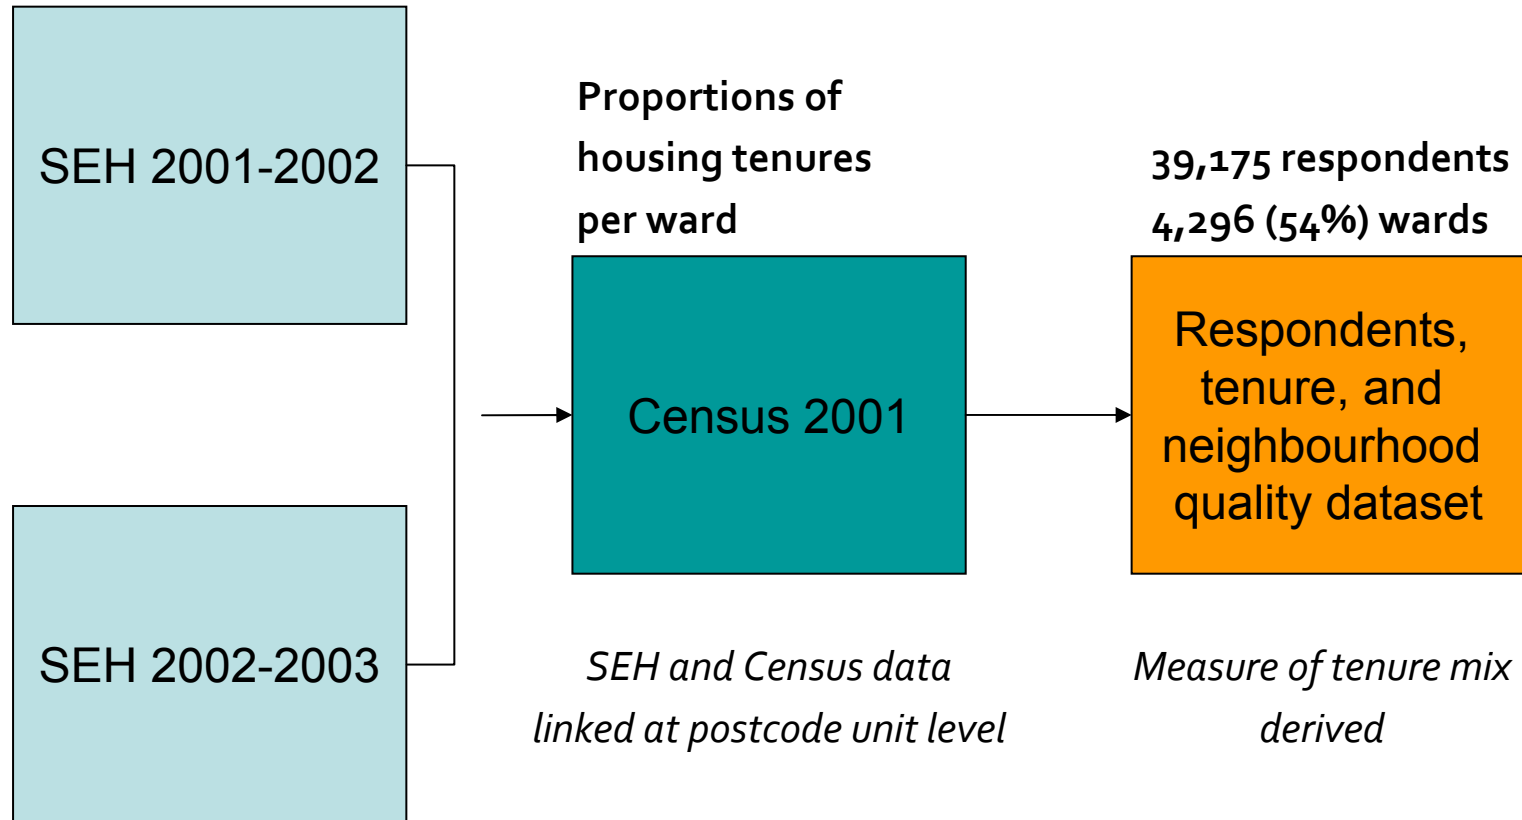 SEH 2001-2002
SEH 2002-2003
Proportions of
housing tenures
per ward
Census 2001
SEH and Census data
linked at postcode unit level
39,175 respondents
4,296 (54%) wards
Respondents,
tenure, and
neighbourhood
quality dataset
Measure of tenure mix
derived